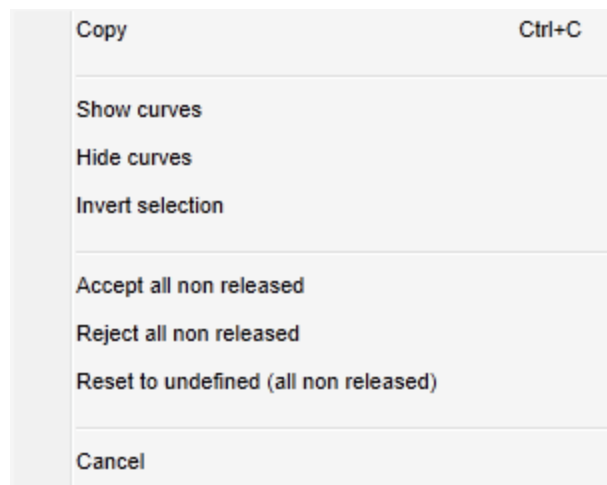 Copy Ctrl+C
Show curves
Hide curves
Invert selection
Accept all non released
Reject all non released
Reset to undefined (all non released)
Cancel